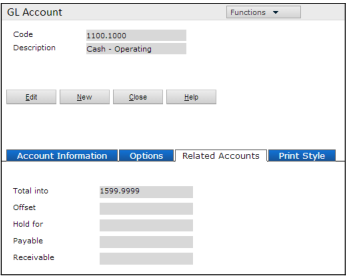 GL Account
Functions
Code 1100.1000
Description Cash - Operating
Edit New Close Help
Account Information Options Related Accounts Print Style
Total into 1599.9999
Offset
Hold for
Payable
Receivable